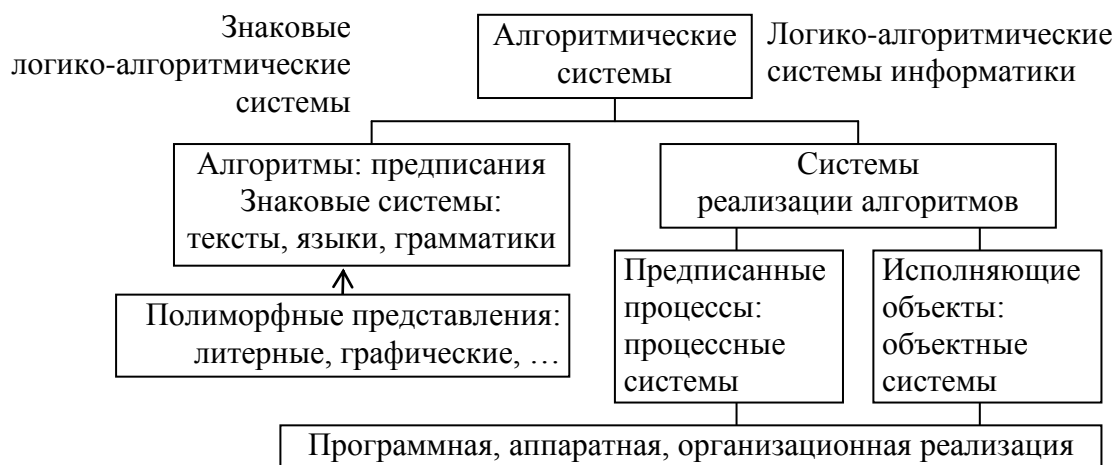 Знаковые
логико-алгоритмические
системы
Алгоритмические
системы
Логико-алгоритмические
системы информатики
Алгоритмы: предписания
Знаковые системы:
тексты, языки, грамматики
Системы
реализации алгоритмов
Полиморфные представления:
литерные, графические, …
Предписанные
процессы:
процессные
системы
Исполняющие
объекты:
объектные
системы
Программная, аппаратная, организационная реализация